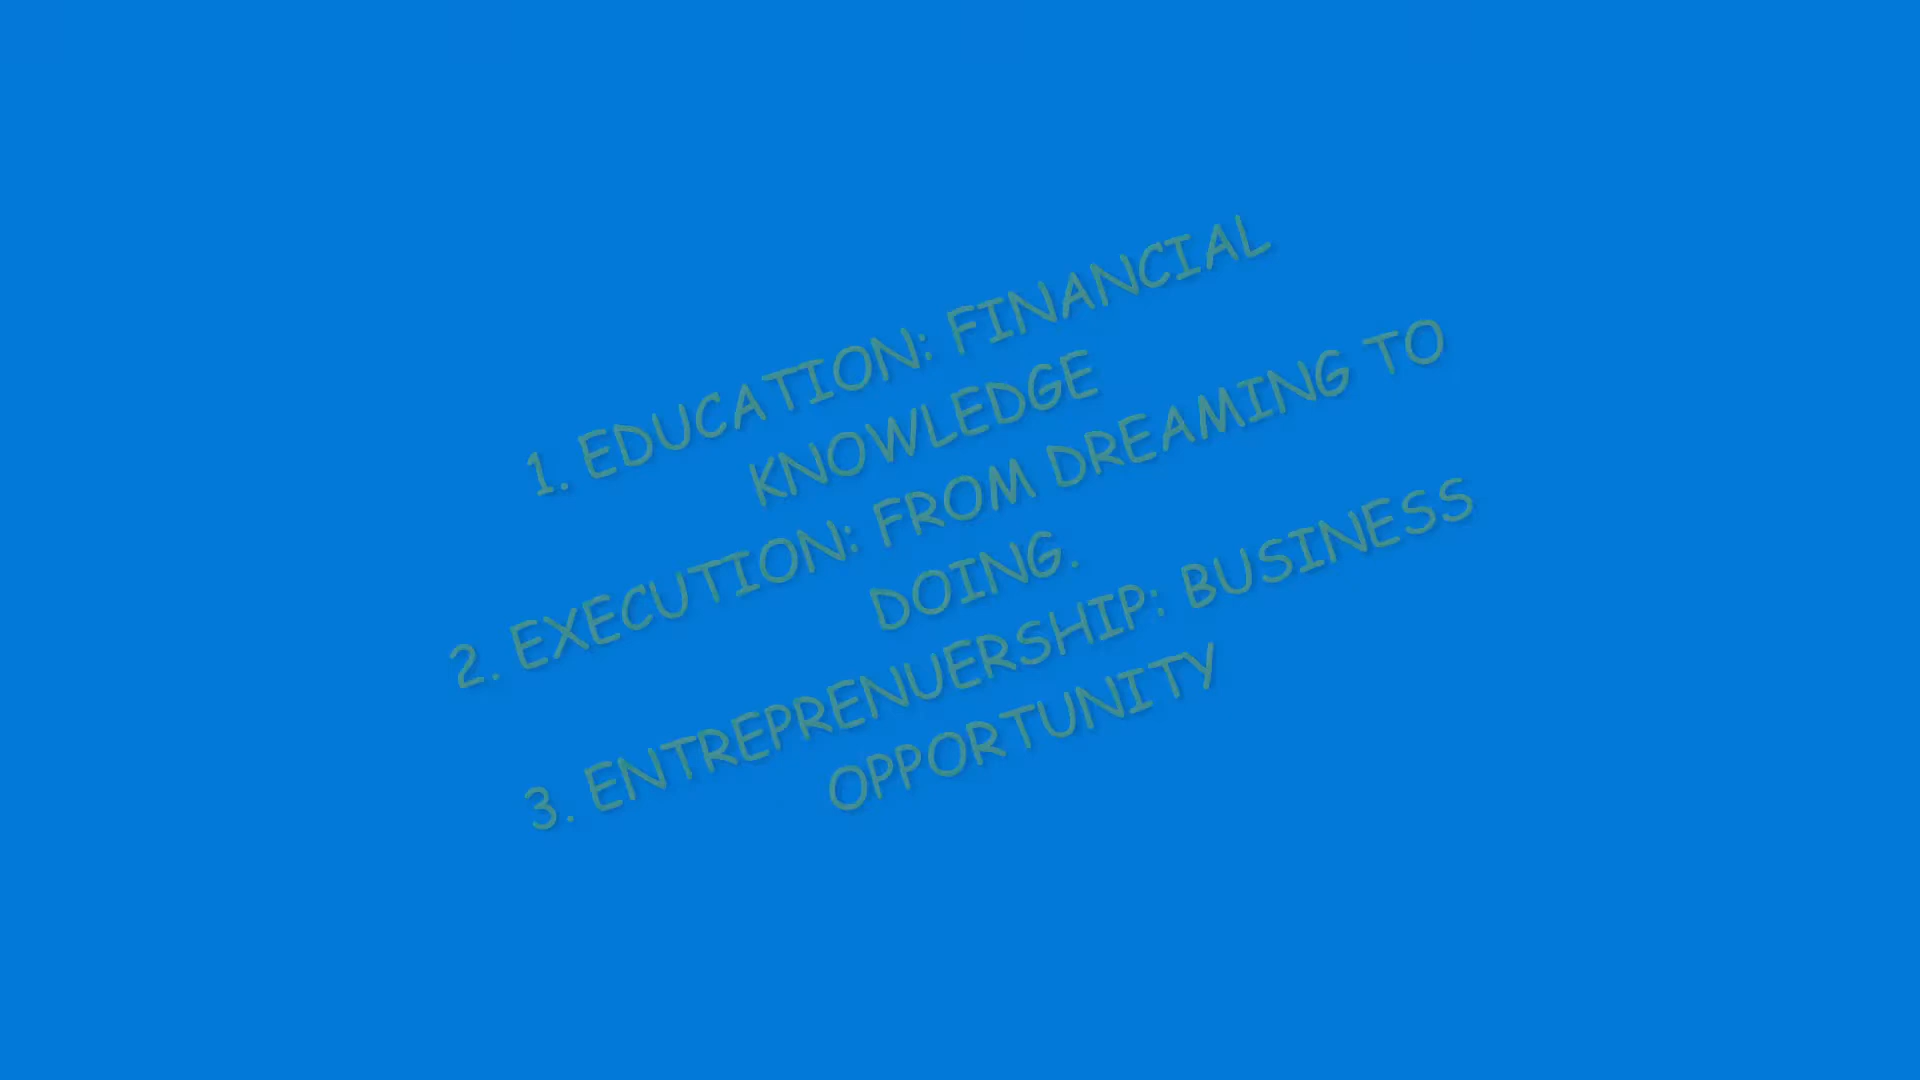 1. EDUCATION: FINANCIAL
KNOWLEDGE
2. EXECUTION: FROM DREAMING TO
DOING.
3. ENTREPRENUERSHIP: BUSINESS
OPPORTUNITY